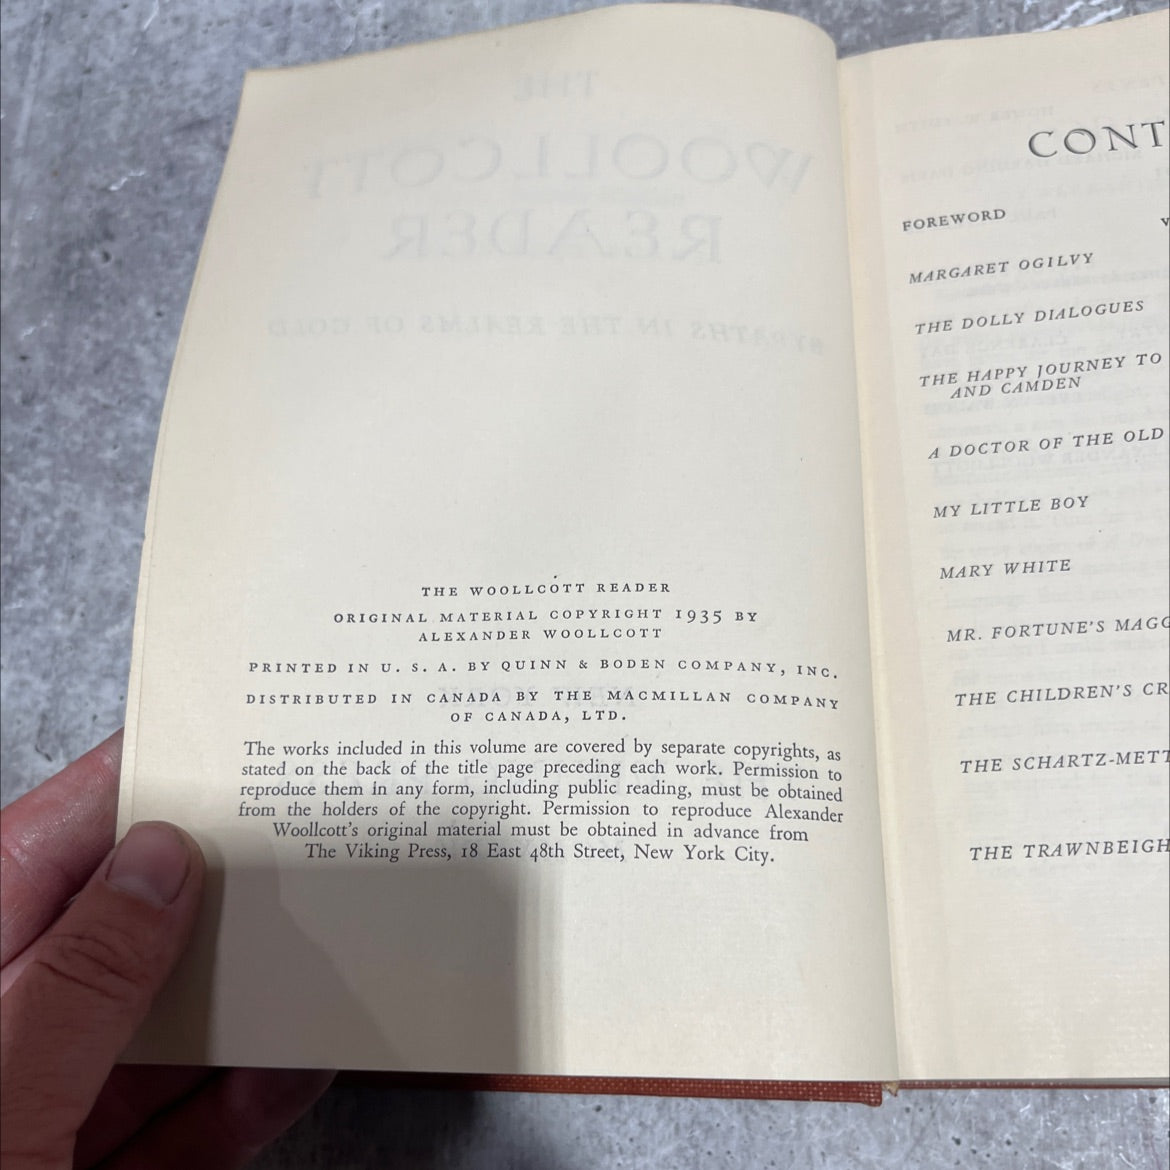 THE WOOLLCOTT READER
ORIGINAL MATERIAL COPYRIGHT 1935 BY
ALEXANDER WOOLLCOTT
PRINTED IN U. S. A. BY QUINN & BODEN COMPANY, INC.
DISTRIBUTED IN CANADA BY THE MACMILLAN COMPANY
OF CANADA, LTD.
The works included in this volume are covered by separate copyrights, as
stated on the back of the title page preceding each work. Permission to
reproduce them in any form, including public reading, must be obtained
from the holders of the copyright. Permission to reproduce Alexander
Woollcott's original material must be obtained in advance from
The Viking Press, 18 East 48th Street, New York City.
CONT
FOREWORD
MARGARET OGILVY
THE DOLLY DIALOGUES
THE HAPPY JOURNEY TO
AND CAMDEN
A DOCTOR OF THE OLD
MY LITTLE BOY
MARY WHITE
MR. FORTUNE'S MAGG
THE CHILDREN'S CR
THE SCHARTZ-METT
THE TRAWNBEIGH